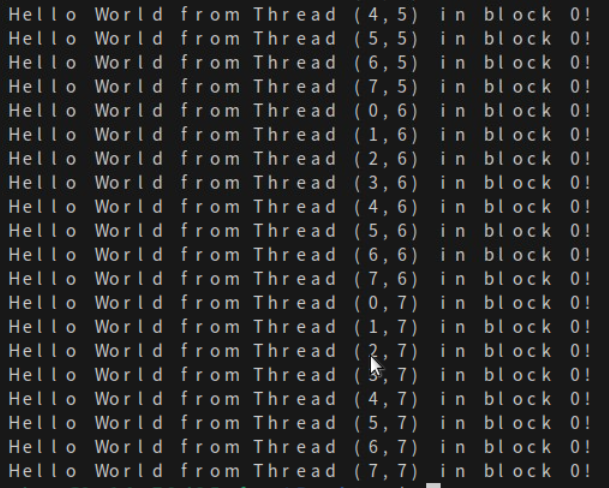 Hello World from Thread (4,5) in block 0!
Hello World from Thread (5,5) in block 0!
Hello World from Thread (6,5) in block 0!
Hello World from Thread (7,5) in block 0!
Hello World from Thread (0,6) in block 0!
Hello World from Thread (1,6) in block 0!
Hello World from Thread (2,6) in block 0!
Hello World from Thread (3,6) in block 0!
Hello World from Thread (4,6) in block 0!
Hello World from Thread (5,6) in block 0!
Hello World from Thread (6,6) in block 0!
Hello World from Thread (7,6) in block 0!
Hello World from Thread (0,7) in block 0!
Hello World from Thread (1,7) in block 0!
Hello World from Thread (2,7) in block 0!
Hello World from Thread (3,7) in block 0!
Hello World from Thread (4,7) in block 0!
Hello World from Thread (5,7) in block 0!
Hello World from Thread (6,7) in block 0!
Hello World from Thread (7,7) in block 0!